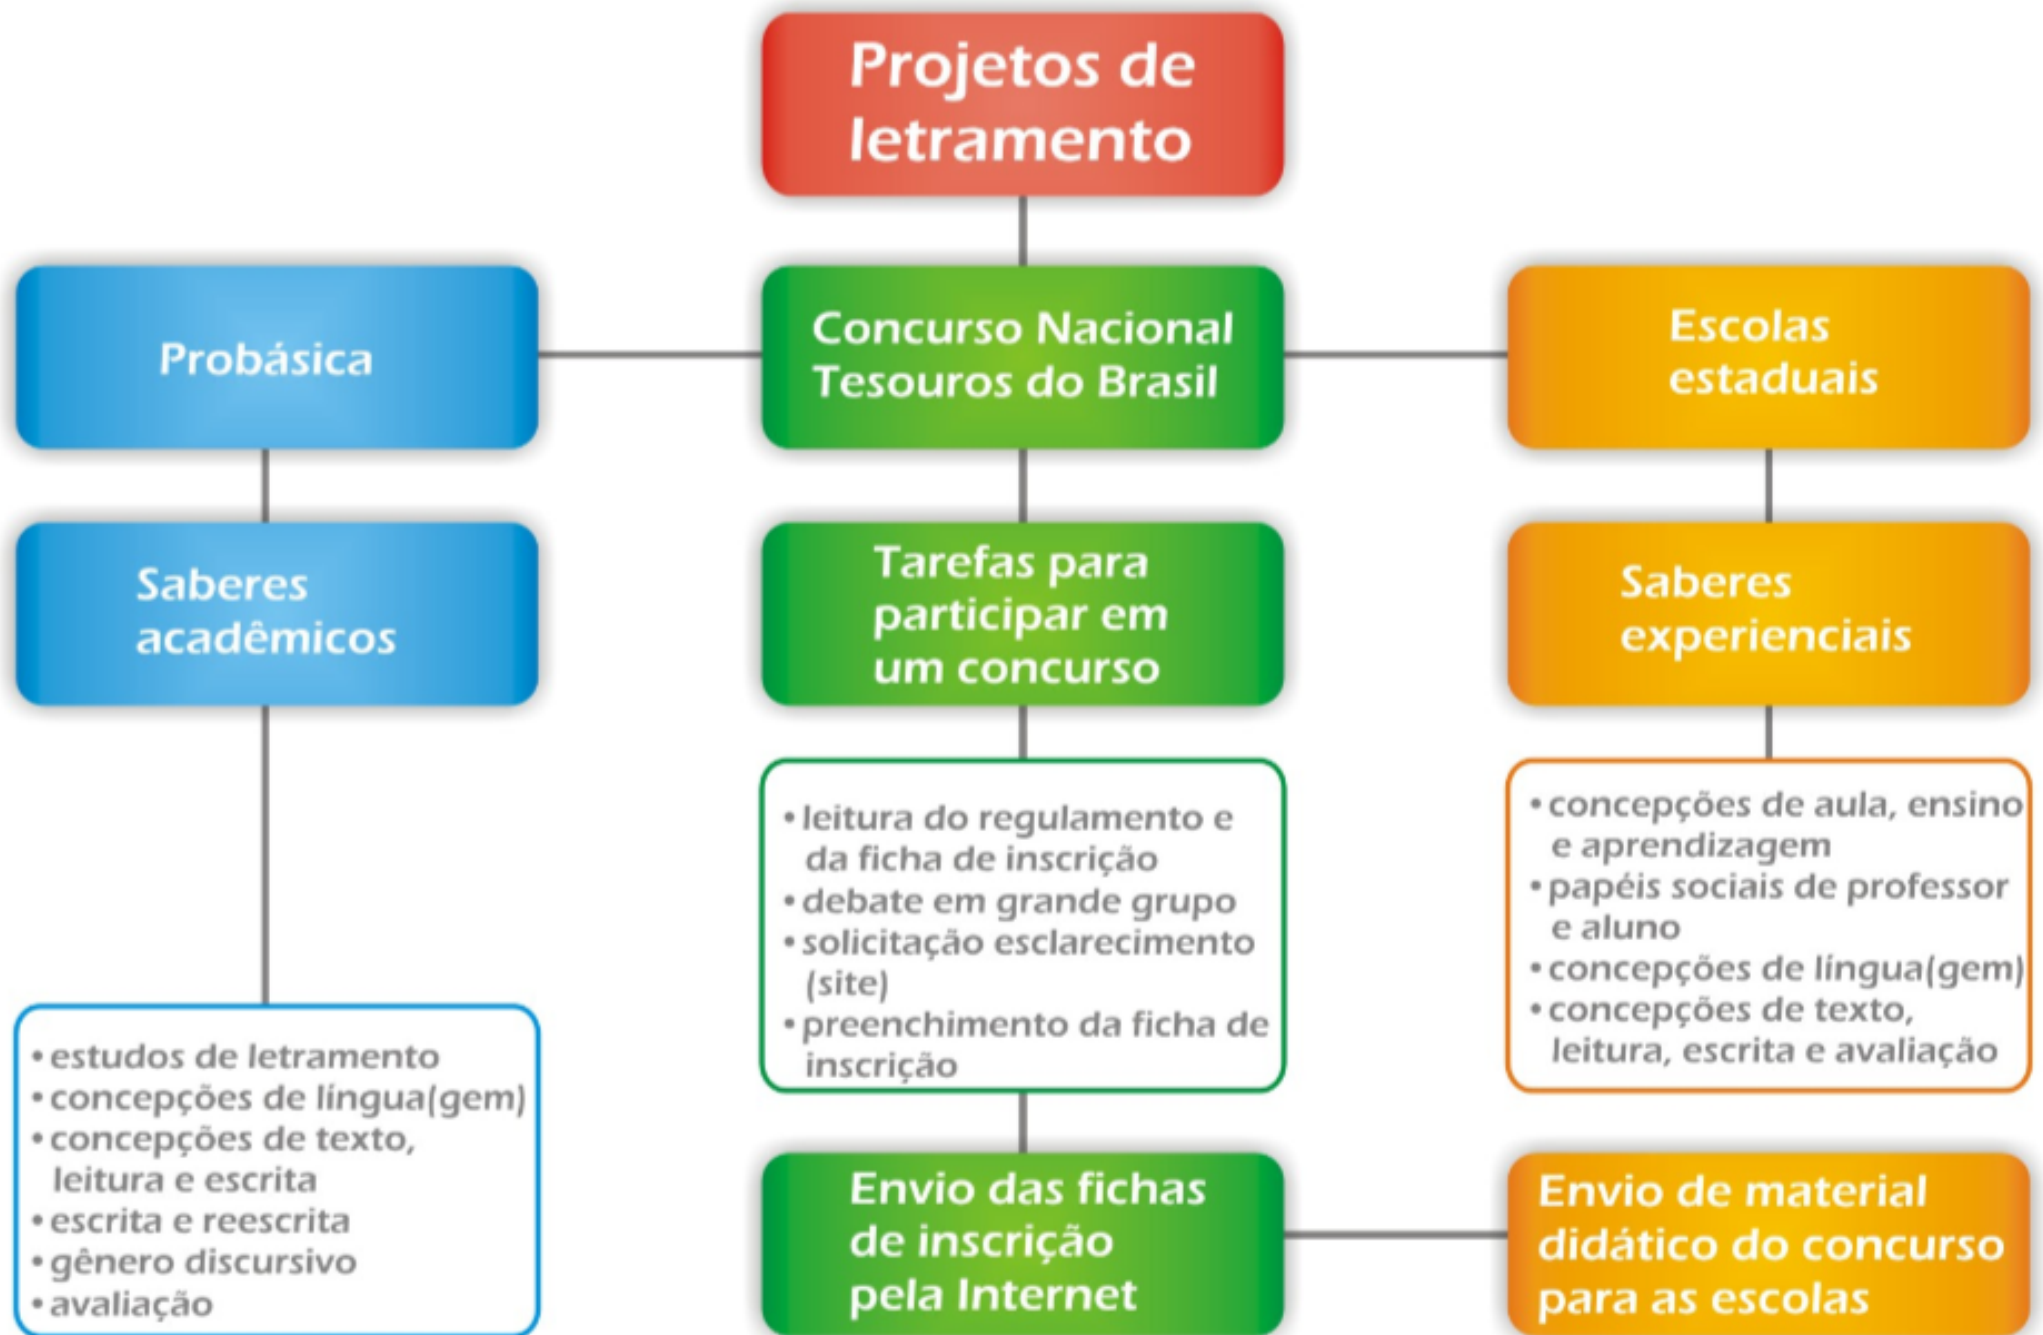 Projetos de
letramento
Probásica
Concurso Nacional
Tesouros do Brasil
Escolas
estaduais
Saberes
acadêmicos
Tarefas para
participar em
um concurso
Saberes
experienciais
• estudos de letramento
• concepções de língua(gem)
• concepções de texto,
leitura e escrita
• escrita e reescrita
• gênero discursivo
• avaliação
• leitura do regulamento e
da ficha de inscrição
• debate em grande grupo
• solicitação esclarecimento
(site)
• preenchimento da ficha de
inscrição
• concepções de aula, ensino
e aprendizagem
• papéis sociais de professor
e aluno
• concepções de língua(gem)
• concepções de texto,
leitura, escrita e avaliação
Envio das fichas
de inscrição
pela Internet
Envio de material
didático do concurso
para as escolas